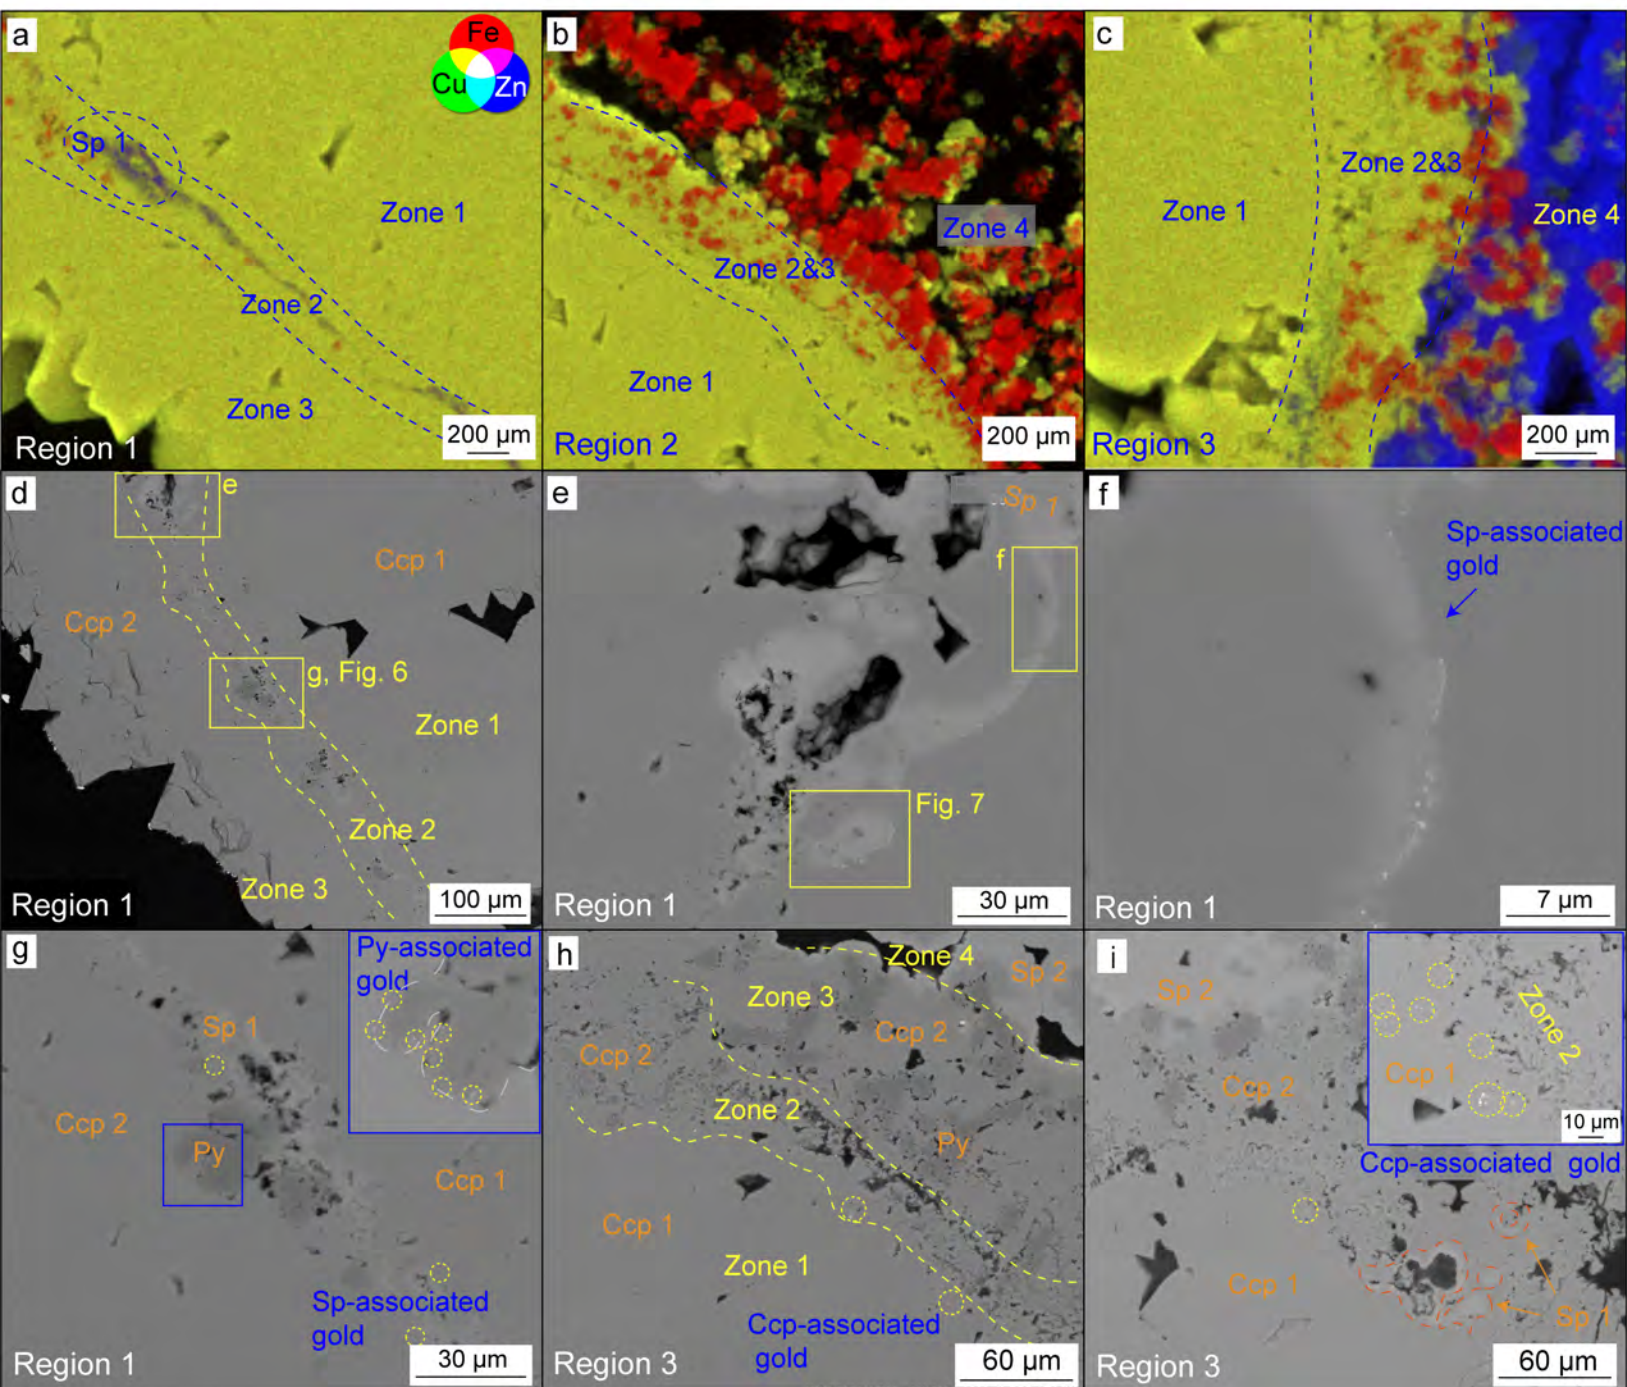 a
Fe
Cu
Zn
Sp 1
Zone 1
Zone 2
Zone 3
Region 1
200 µm
b
Zone 4
Zone 2&3
Zone 1
Region 2
200 µm
c
Zone 2&3
Zone 1
Zone 4
Region 3
200 µm
d
e
Ccp 1
Ccp 2
g, Fig. 6
Zone 1
Zone 2
Zone 3
Region 1
100 µm
e
Sp 1
f
Fig. 7
Region 1
30 µm
f
Sp-associated
gold
Region 1
7 µm
g
Py-associated
gold
Sp 1
Ccp 2
Py
Ccp 1
Sp-associated
gold
Region 1
30 µm
h
Zone 4
Sp 2
Zone 3
Ccp 2
Ccp 2
Zone 2
Py
Ccp 1
Zone 1
Ccp-associated
gold
Region 3
60 µm
i
Sp 2
Zone 2
Ccp 1
Ccp 2
10 µm
Ccp-associated gold
Ccp 1
Sp 1
Region 3
60 µm